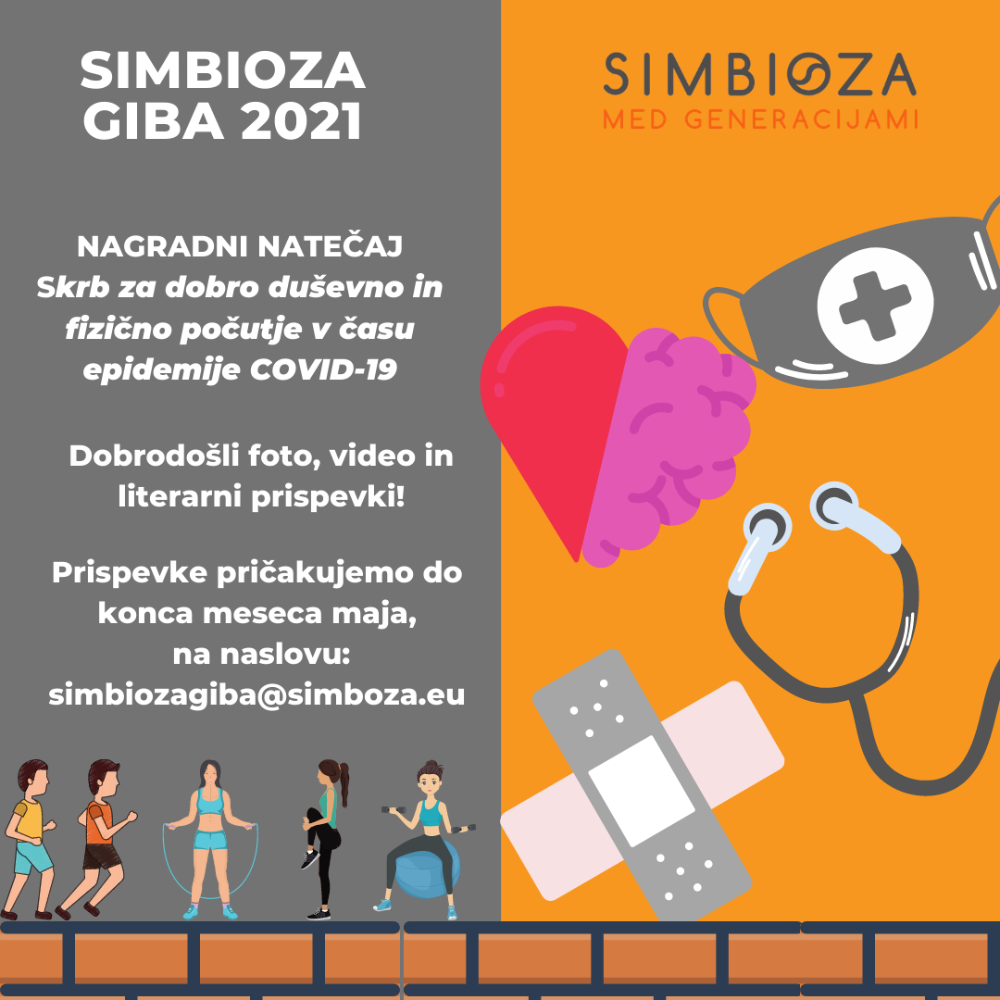 SIMBIOZA
GIBA 2021
NAGRADNI NATEČAJ
Skrb za dobro duševno in
fizično počutje v času
epidemije COVID-19
Dobrodošli foto, video in
literarni prispevki!
Prispevke pričakujemo do
konca meseca maja,
na naslovu:
simbiozagiba@simboza.eu
SIMBIOZA
MED GENERACIJAMI